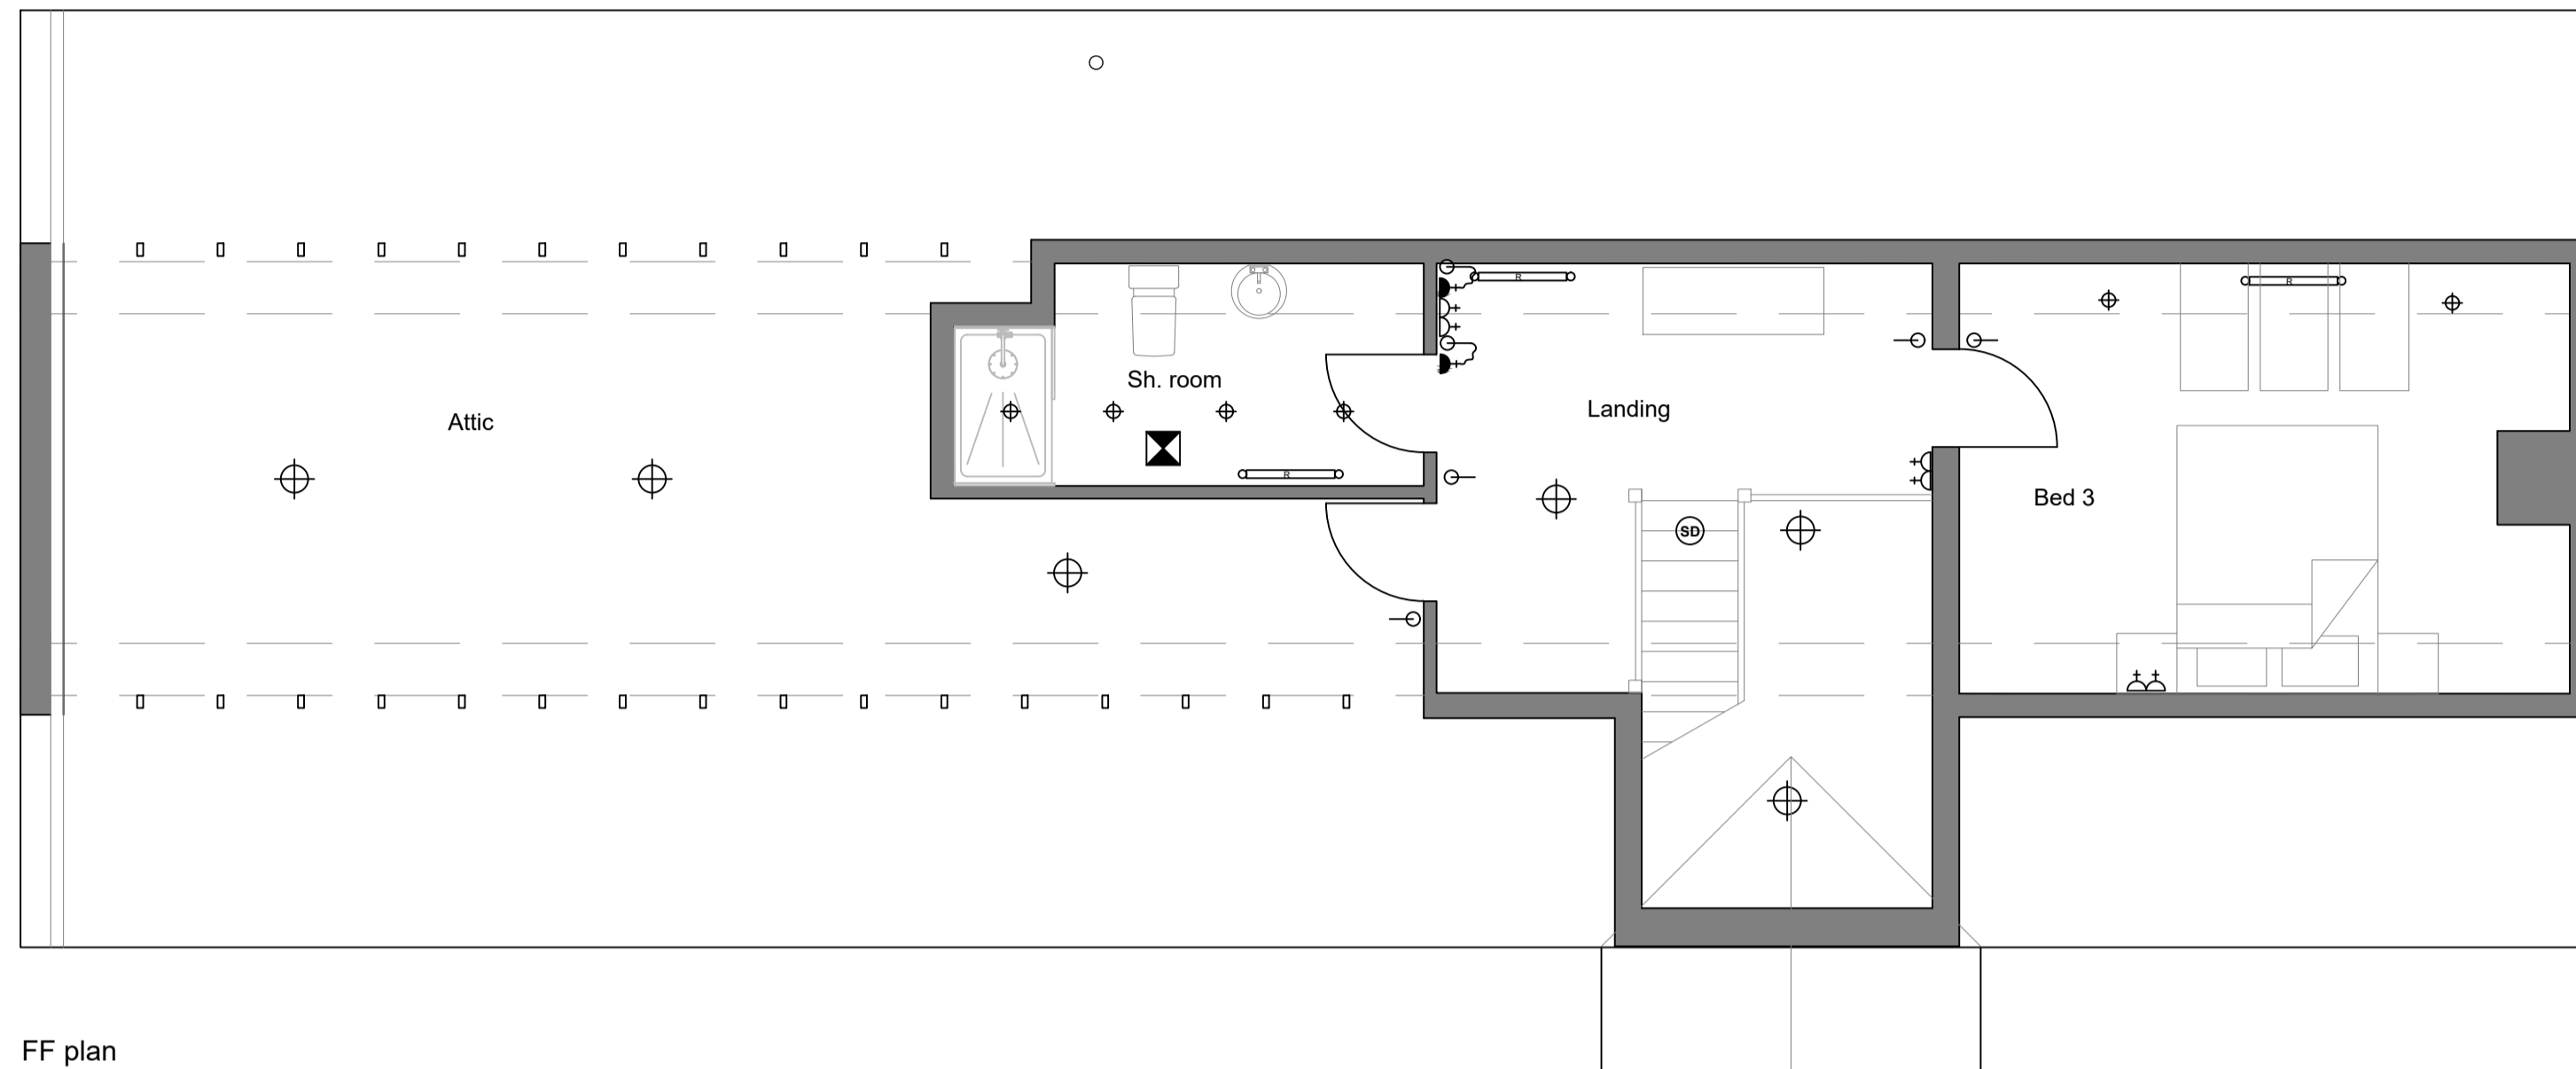 R
R
Sh. room
Landing
Attic
R
Bed 3
SD
FF plan